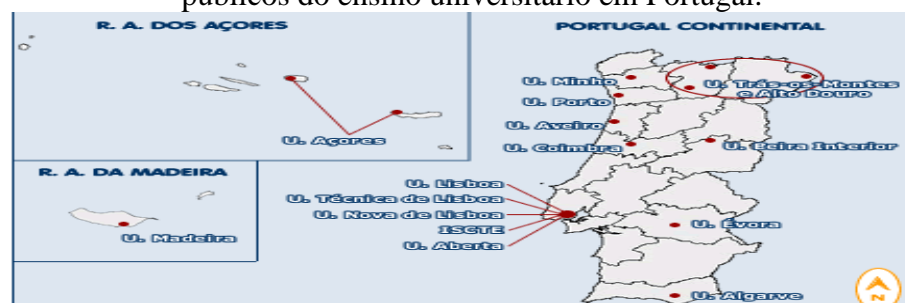 públicos do ensino universitário em Portugal.
R. A. DOS AÇORES
PORTUGAL CONTINENTAL
U. Minho
U. Trás-os-Montes
e Alto Douro
U. Porto
U. Aveiro
U. Coimbra
U. Beira Interior
U. Açores
R. A. DA MADEIRA
U. Madeira
U. Lisboa
U. Técnica de Lisboa
U. Nova de Lisboa
ISCTE
U. Aberta
U. Évora
U. Algarve
N